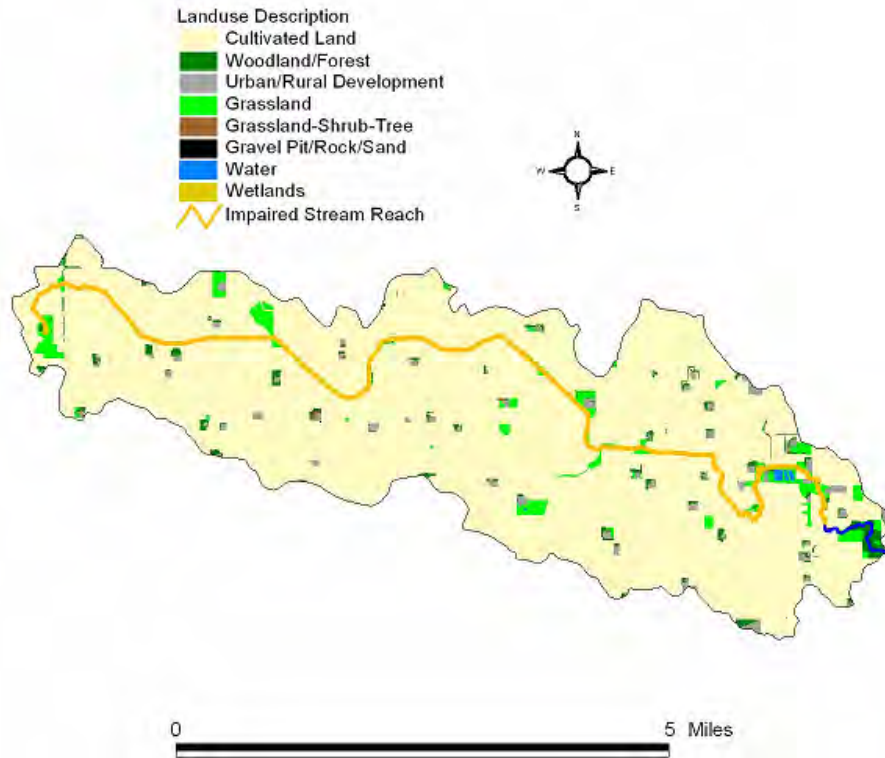 Landuse Description
Cultivated Land
Woodland/Forest
Urban/Rural Development
Grassland
Grassland-Shrub-Tree
Gravel Pit/Rock/Sand
Water
Wetlands
Impaired Stream Reach
N
W E
S
0 5 Miles